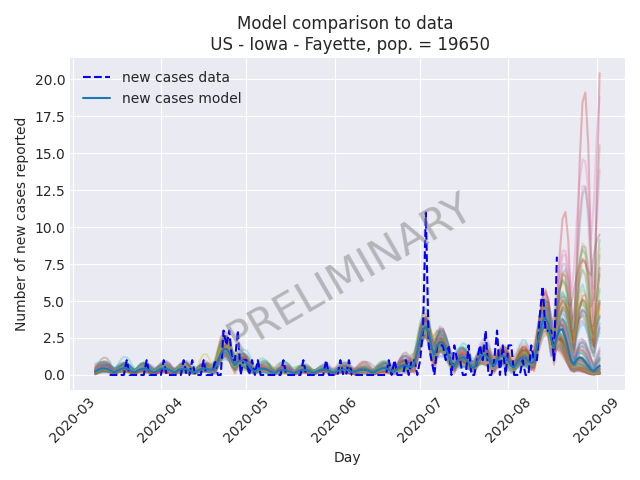 Model comparison to data
US - Iowa - Fayette, pop. = 19650
new cases data
new cases model
Number of new cases reported
20.0
17.5
15.0
12.5
10.0
7.5
5.0
2.5
0.0
PRELIMINARY
2020-03
2020-04
2020-05
2020-06
2020-07
2020-08
2020-09
Day